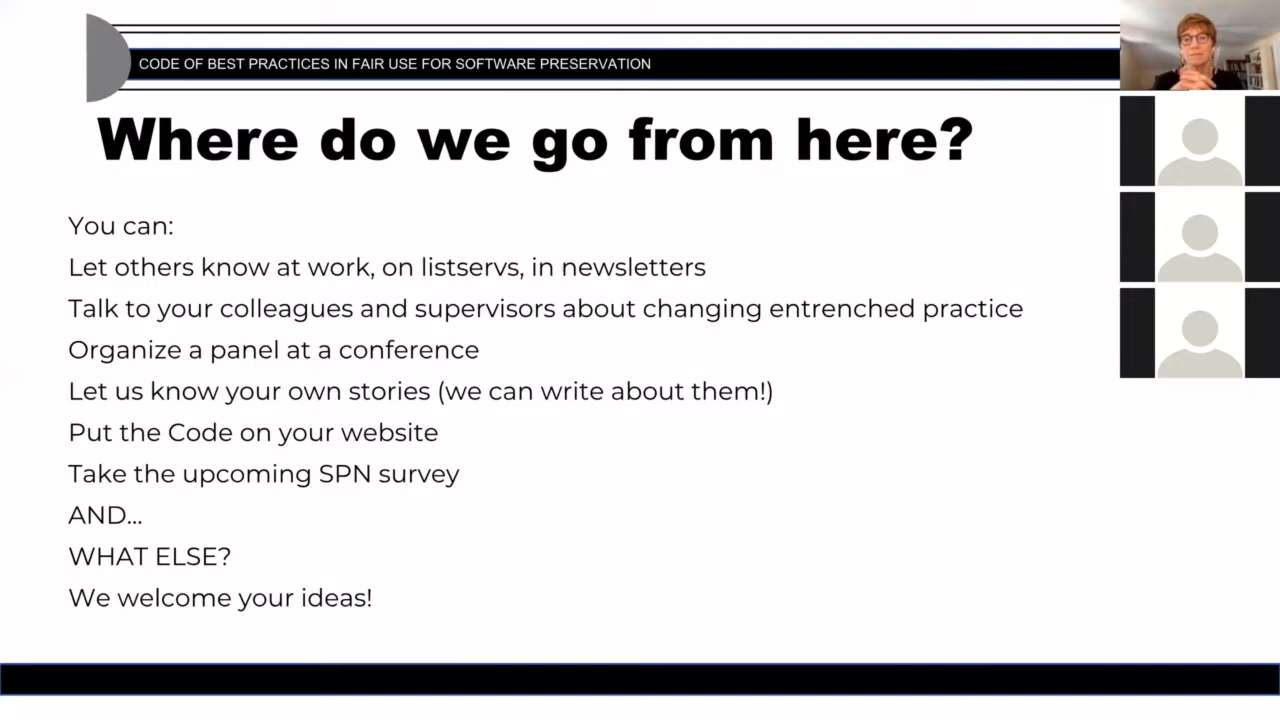 CODE OF BEST PRACTICES IN FAIR USE FOR SOFTWARE PRESERVATION
Where do we go from here?
You can:
Let others know at work, on listservs, in newsletters
Talk to your colleagues and supervisors about changing entrenched practice
Organize a panel at a conference
Let us know your own stories (we can write about them!)
Put the Code on your website
Take the upcoming SPN survey
AND...
WHAT ELSE?
We welcome your ideas!